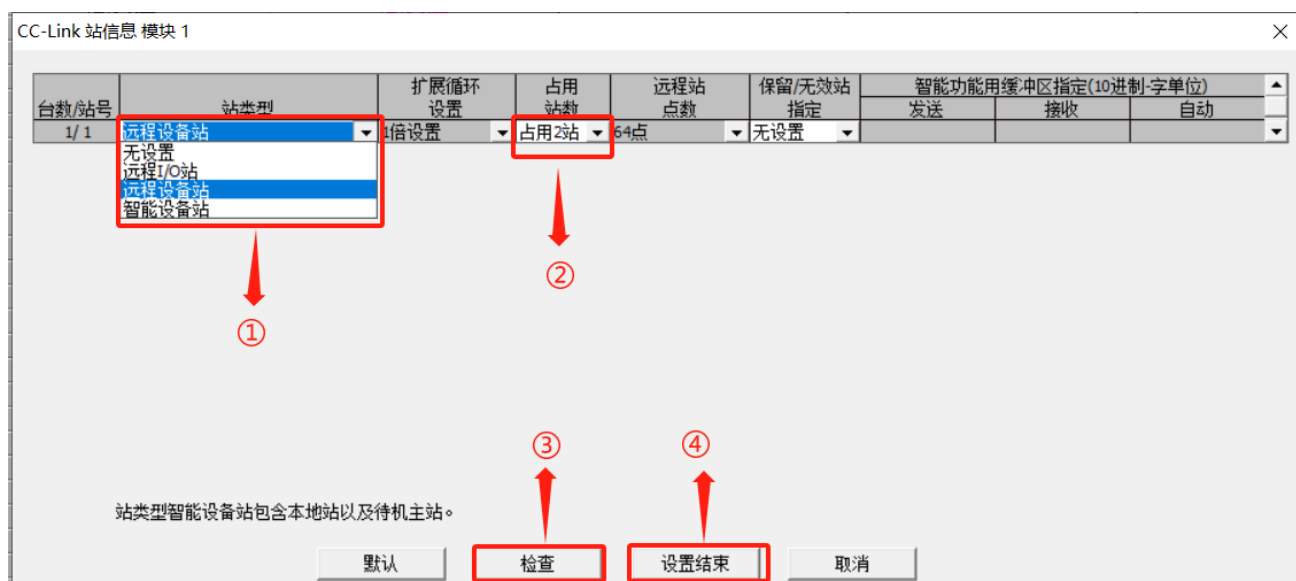 CC-Link 站信息 模块 1
台数/站号 站类型 扩展循环设置 占用站数 远程站点数 保留/无效站指定 智能功能用缓冲区指定(10进制-字单位)
发送 接收 自动
1/ 1 远程设备站 1倍设置 占用2站 64点 无设置
无设置
远程I/O站
远程设备站
智能设备站
②
①
③ ④
站类型智能设备站包含本地站以及待机主站。
默认 检查 设置结束 取消